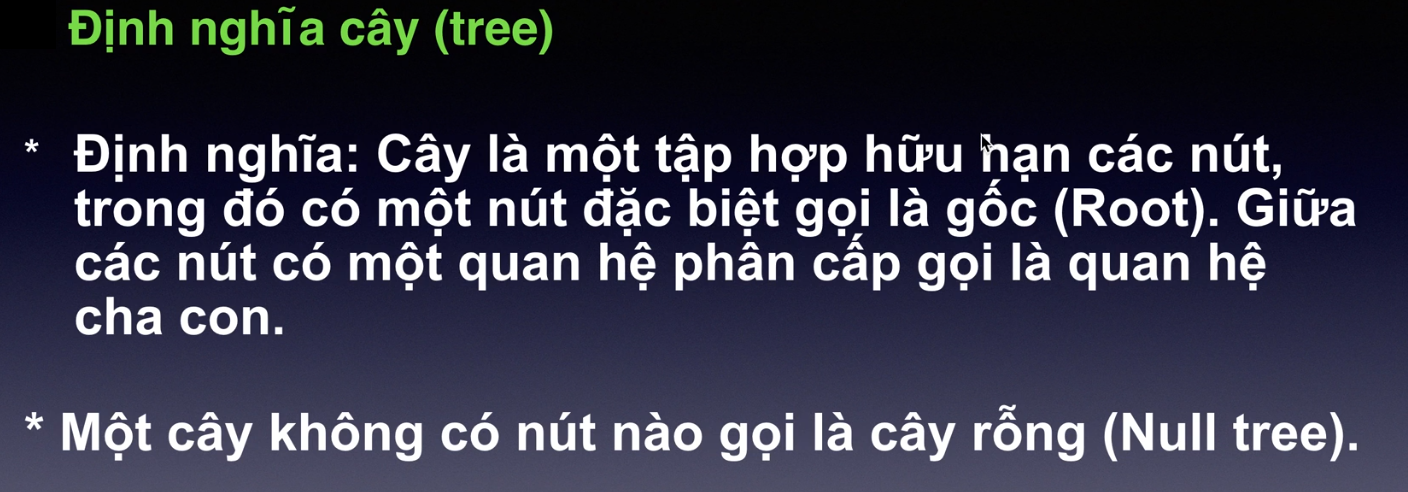 Định nghĩa cây (tree)
* Định nghĩa: Cây là một tập hợp hữu hạn các nút,
trong đó có một nút đặc biệt gọi là gốc (Root). Giữa
các nút có một quan hệ phân cấp gọi là quan hệ
cha con.
* Một cây không có nút nào gọi là cây rỗng (Null tree).